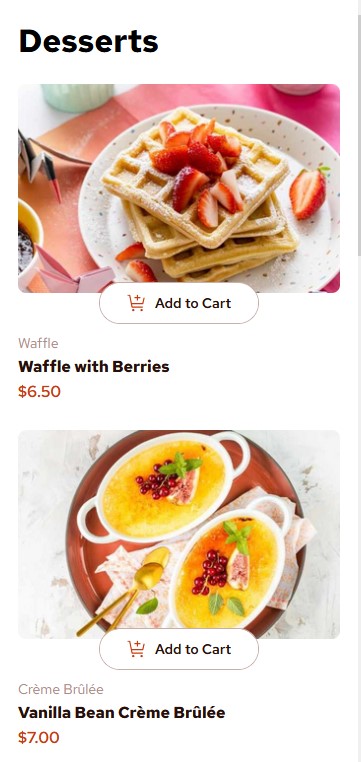 Desserts
Add to Cart
Waffle
Waffle with Berries
$6.50
Add to Cart
Crème Brûlée
Vanilla Bean Crème Brûlée
$7.00